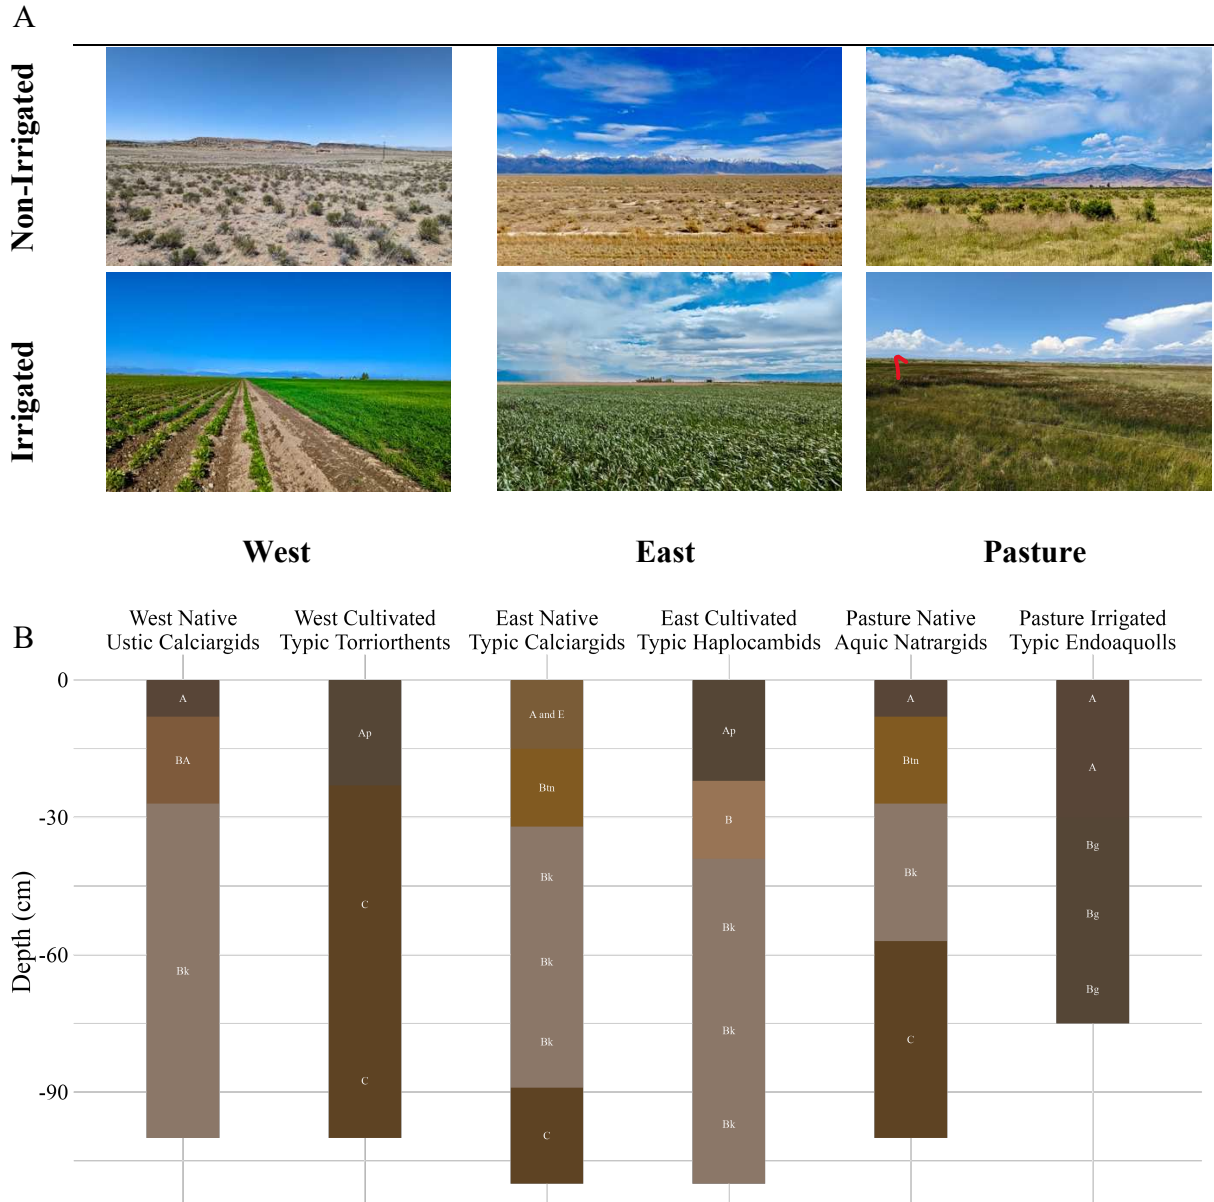 A
Non-Irrigated
Irrigated
West East Pasture
B
West Native
Ustic Calciargids
West Cultivated
Typic Torriorthents
East Native
Typic Calciargids
East Cultivated
Typic Haplocambids
Pasture Native
Aquic Natrargids
Pasture Irrigated
Typic Endoaquolls
Depth (cm)
0
-30
-60
-90
A
BA
Bk
Ap
C
C
A and E
Btn
Bk
Bk
Bk
C
Ap
B
Bk
Bk
Bk
A
Btn
Bk
C
A
A
Bg
Bg
Bg